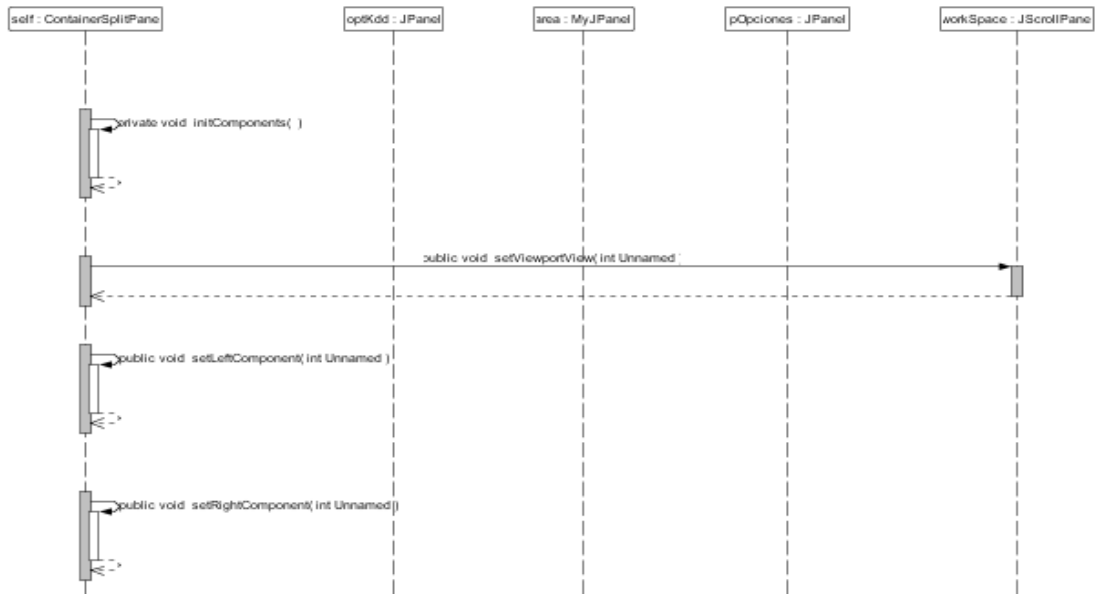 self : ContainerSplitPane
optKdd : JPanel
area : MyJPanel
pOpciones : JPanel
workSpace : JScrollPane
private void initComponents( )
public void setViewportView( int Unnamed )
public void setLeftComponent( int Unnamed )
public void setRightComponent( int Unnamed )